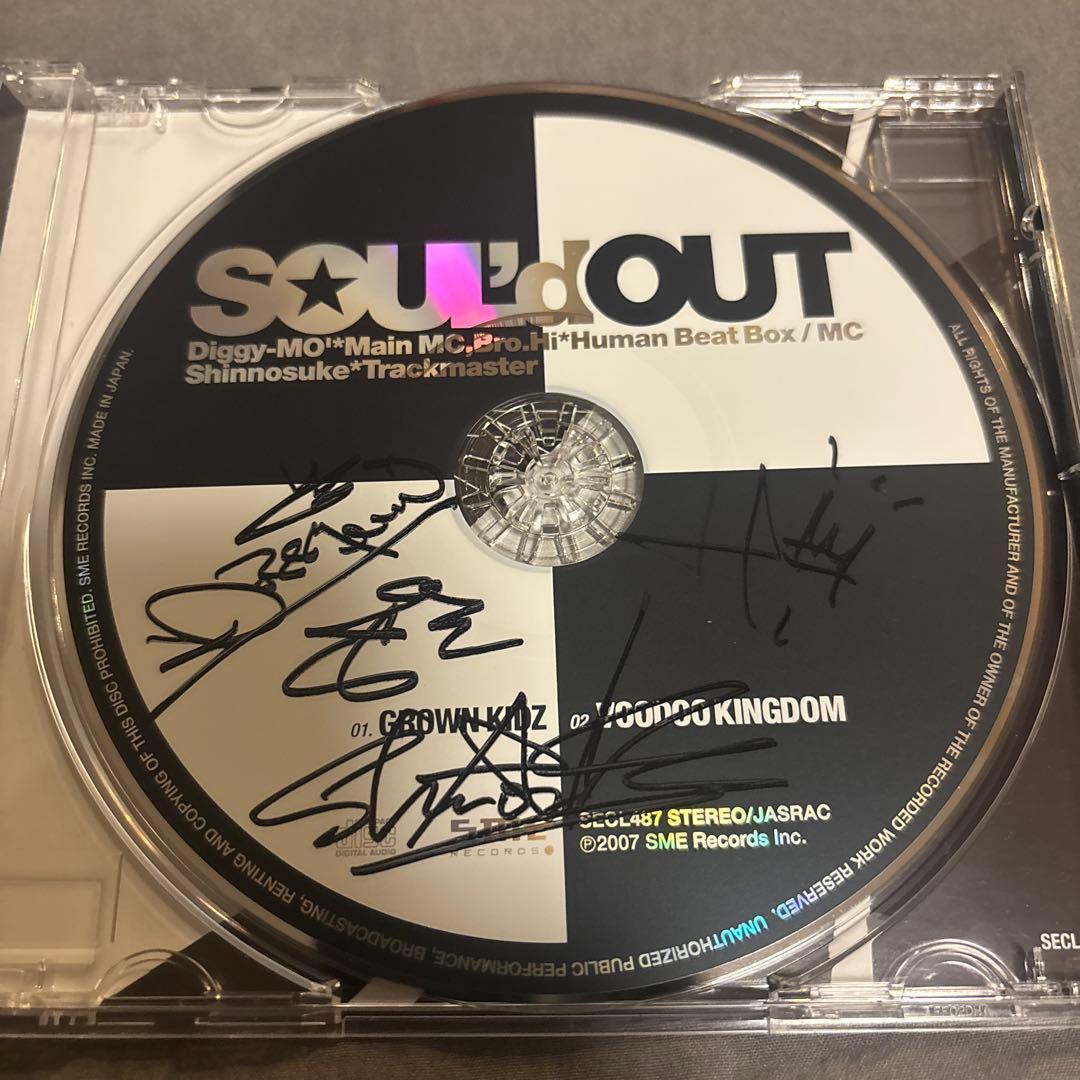 SOUL'd OUT
Diggy-MO'*Main MC,Bro.Hi*Human Beat Box / MC
Shinnosuke*Trackmaster
01. GROWN KIDZ
02. VOODOO KINGDOM
SECL487 STEREO/JASRAC
℗2007 SME Records Inc.
DIGITAL AUDIO
RECORDS
ALL RIGHTS OF THE MANUFACTURER AND OF THE OWNER OF THE RECORDED WORK RESERVED. UNAUTHORIZED PUBLIC PERFORMANCE, BROADCASTING, RENTING AND COPYING OF THIS DISC PROHIBITED. SME RECORDS INC. MADE IN JAPAN.
SECL